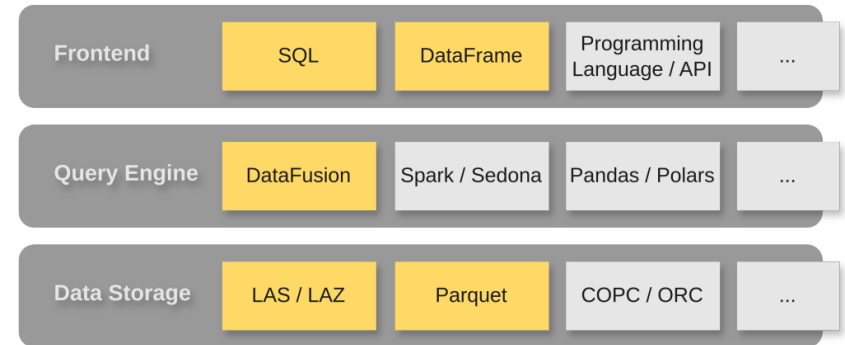 Frontend
SQL
DataFrame
Programming
Language / API
...
Query Engine
DataFusion
Spark / Sedona
Pandas / Polars
...
Data Storage
LAS / LAZ
Parquet
COPC / ORC
...